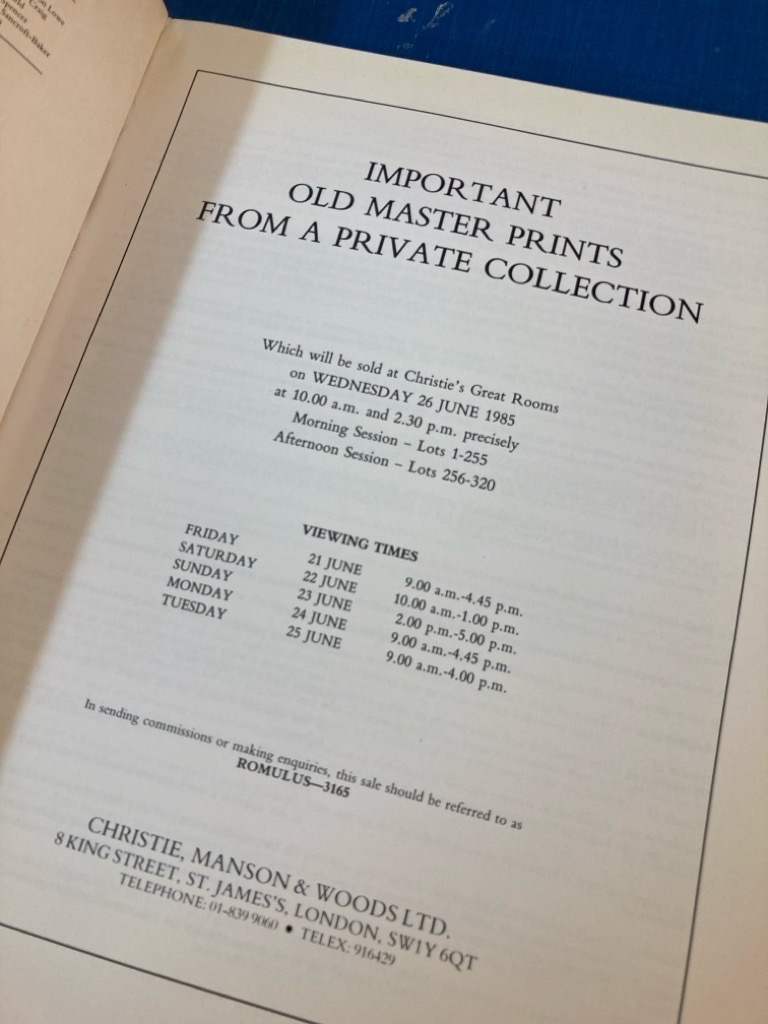 Lowe
Craig
Spencer
Bancroft-Baker
IMPORTANT
OLD MASTER PRINTS
FROM A PRIVATE COLLECTION
Which will be sold at Christie's Great Rooms
on WEDNESDAY 26 JUNE 1985
at 10.00 a.m. and 2.30 p.m. precisely
Morning Session – Lots 1-255
Afternoon Session – Lots 256-320
VIEWING TIMES
FRIDAY 21 JUNE 9.00 a.m.-4.45 p.m.
SATURDAY 22 JUNE 10.00 a.m.-1.00 p.m.
SUNDAY 23 JUNE 2.00 p.m.-5.00 p.m.
MONDAY 24 JUNE 9.00 a.m.-4.45 p.m.
TUESDAY 25 JUNE 9.00 a.m.-4.00 p.m.
In sending commissions or making enquiries, this sale should be referred to as
ROMULUS—3165
CHRISTIE, MANSON & WOODS LTD.
8 KING STREET, ST. JAMES'S, LONDON, SW1Y 6QT
TELEPHONE: 01-839 9060 • TELEX: 916429